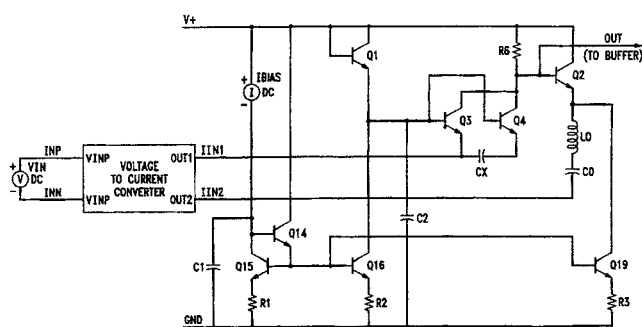 V+
Q1
R6
OUT
(TO BUFFER)
Q2
+
IBIAS
I
DC
-
Q3
Q4
LO
INP
VINP
VOLTAGE
TO CURRENT
CONVERTER
OUT1
IIN1
+
VIN
V
DC
-
CX
CO
INN
VINP
OUT2
IIN2
Q14
C2
C1
Q15
Q16
Q19
R1
R2
R3
GND